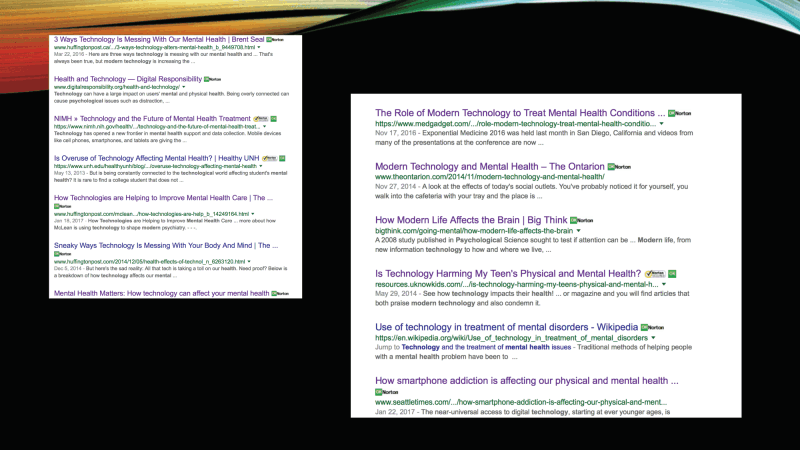 3 Ways Technology Is Messing With Our Mental Health | Brent Seal OK Norton
www.huffingtonpost.ca/.../3-ways-technology-alters-mental-health_b_9449708.html
Mar 22, 2016 - Here are three ways technology is messing with our mental health and ... That's
always been true, but modern technology is increasing the ...
Health and Technology — Digital Responsibility OK Norton
www.digitalresponsibility.org/health-and-technology/
Technology can have a large impact on users' mental and physical health. Being overly connected can
cause psychological issues such as distraction, ...
NIMH » Technology and the Future of Mental Health Treatment Norton OK
https://www.nimh.nih.gov/health/.../technology-and-the-future-of-mental-health-treat...
Technology has opened a new frontier in mental health support and data collection. Mobile devices
like cell phones, smartphones, and tablets are giving the ...
Is Overuse of Technology Affecting Mental Health? | Healthy UNH Norton OK
https://www.unh.edu/healthyunh/blog/.../overuse-technology-affecting-mental-health
May 13, 2013 - But is being constantly connected to the technological world affecting student's mental
health? It is rare to find a college student that does not ...
How Technologies are Helping to Improve Mental Health Care | The ...
OK Norton
www.huffingtonpost.com/mclean.../how-technologies-are-help_b_14249164.html
Jan 18, 2017 - How Technologies are Helping to Improve Mental Health Care ... more about how
McLean is using technology to shape modern psychiatry. - - -.
Sneaky Ways Technology Is Messing With Your Body And Mind | The ...
OK Norton
www.huffingtonpost.com/2014/12/05/health-effects-of-technol_n_6263120.html
Dec 5, 2014 - But here's the sad reality: All that tech is taking a toll on our health. Need proof? Below is
a breakdown of how technology affects our mental ...
Mental Health Matters: How technology can affect your mental health OK Norton
The Role of Modern Technology to Treat Mental Health Conditions ... OK Norton
https://www.medgadget.com/.../role-modern-technology-treat-mental-health-conditio...
Nov 17, 2016 - Exponential Medicine 2016 was held last month in San Diego, California and videos from
many of the presentations at the conference are now ...
Modern Technology and Mental Health – The Ontarion OK Norton
www.theontarion.com/2014/11/modern-technology-and-mental-health/
Nov 27, 2014 - A look at the effects of today's social outlets. You've probably noticed it for yourself, you
walk into the cafeteria with your tray and the place is ...
How Modern Life Affects the Brain | Big Think OK Norton
bigthink.com/going-mental/how-modern-life-affects-the-brain
A 2008 study published in Psychological Science sought to test if attention can be ... Modern life, from
new information technology to how and where we live, ...
Is Technology Harming My Teen's Physical and Mental Health? Norton OK
resources.uknowkids.com/.../is-technology-harming-my-teens-physical-and-mental-h...
May 29, 2014 - See how technology impacts their health! ... or magazine and you will find articles that
both praise modern technology and also condemn it.
Use of technology in treatment of mental disorders - Wikipedia OK Norton
https://en.wikipedia.org/wiki/Use_of_technology_in_treatment_of_mental_disorders
Jump to Technology and the treatment of mental health issues - Traditional methods of helping people
with a mental health problem have been to ...
How smartphone addiction is affecting our physical and mental health ...
OK Norton
www.seattletimes.com/.../how-smartphone-addiction-is-affecting-our-physical-and-ment...
Jan 22, 2017 - The near-universal access to digital technology, starting at ever younger ages, is